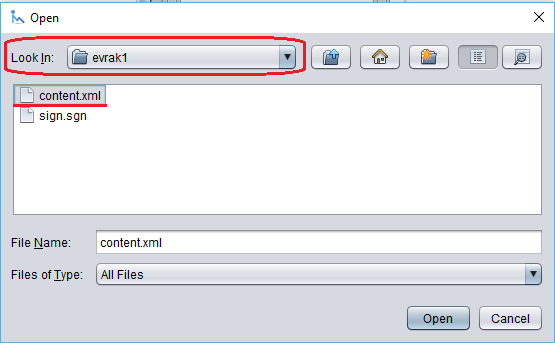 Open
Look In: evrak1
content.xml
sign.sgn
File Name: content.xml
Files of Type: All Files
Open Cancel